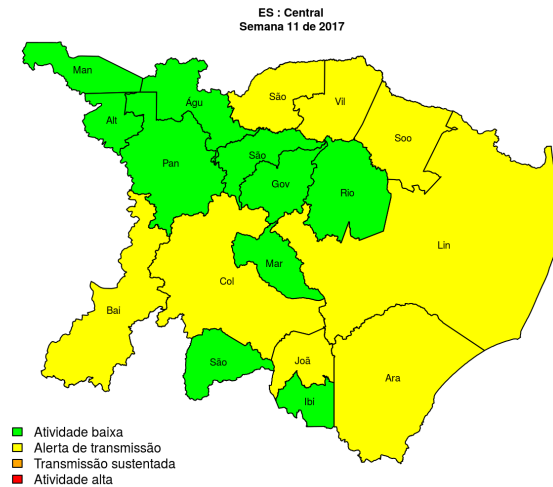 ES : Central
Semana 11 de 2017
Man
Águ
São
Vil
Alt
Soo
Pan
São
Gov
Rio
Lin
Mar
Col
Bai
São
Joã
Ara
Ibi
Atividade baixa
Alerta de transmissão
Transmissão sustentada
Atividade alta